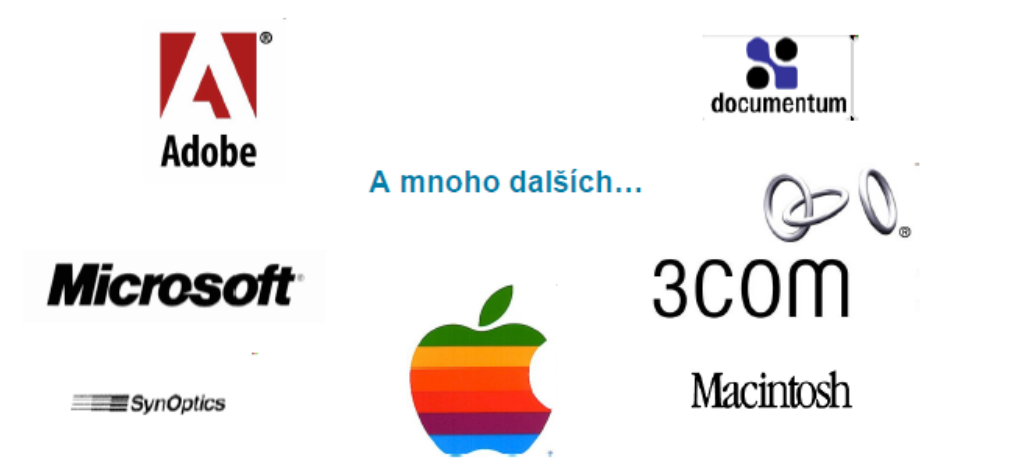 Adobe®
documentum
A mnoho dalších...
®
Microsoft®
3COM
SynOptics
Macintosh